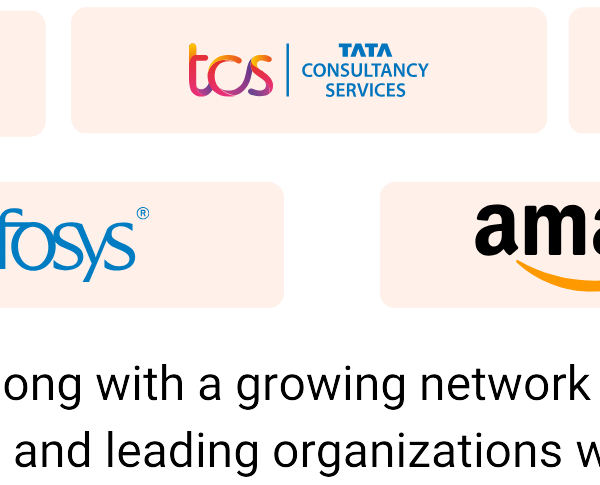 tcs TATA
CONSULTANCY
SERVICES
fosys® ama
ong with a growing network
and leading organizations w